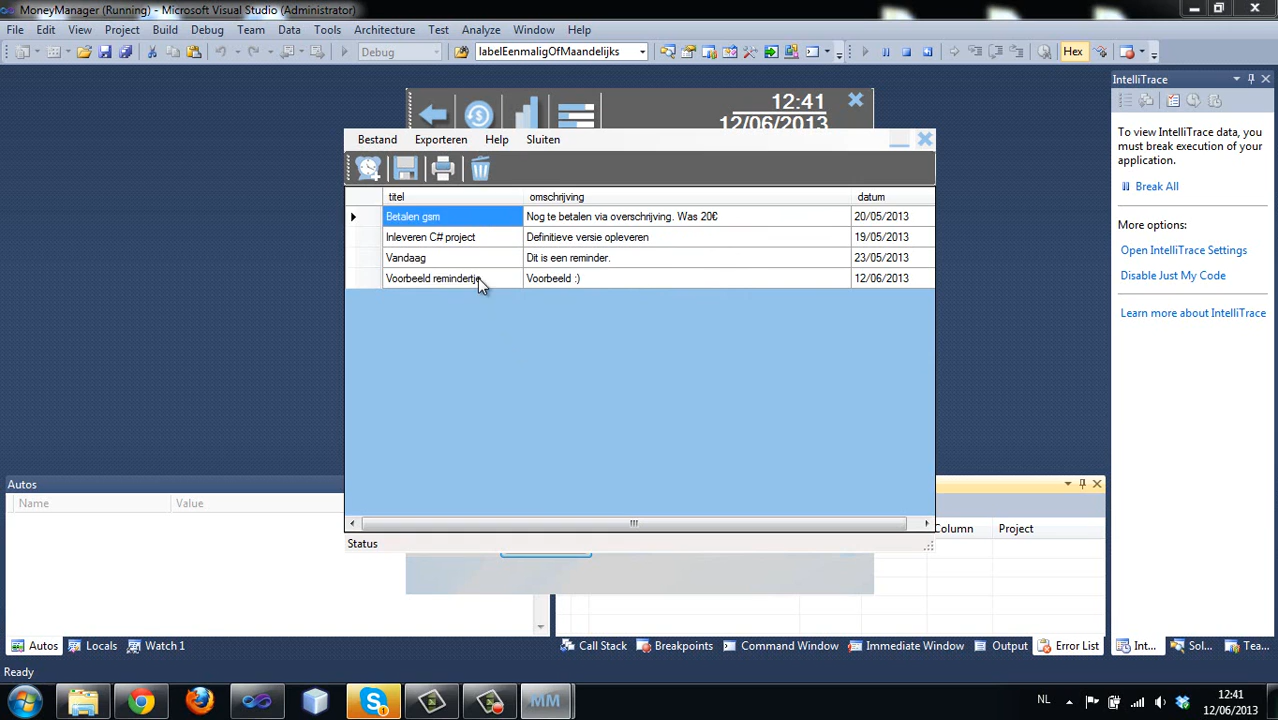 MoneyManager (Running) - Microsoft Visual Studio (Administrator)
File Edit View Project Build Debug Team Data Tools Architecture Test Analyze Window Help
Debug labelEenmaligOfMaandelijks Hex
IntelliTrace
To view IntelliTrace data, you must break execution of your application.
Break All
More options:
Open IntelliTrace Settings
Disable Just My Code
Learn more about IntelliTrace
12:41
12/06/2013
Bestand Exporteren Help Sluiten
titel omschrijving datum
Betalen gsm Nog te betalen via overschrijving. Was 20€ 20/05/2013
Inleveren C# project Definitieve versie opleveren 19/05/2013
Vandaag Dit is een reminder. 23/05/2013
Voorbeeld remindertje Voorbeeld :) 12/06/2013
Status
Autos
Name Value
Column Project
Autos Locals Watch 1 Call Stack Breakpoints Command Window Immediate Window Output Error List Int... Sol... Tea...
Ready
MM NL 12:41
12/06/2013